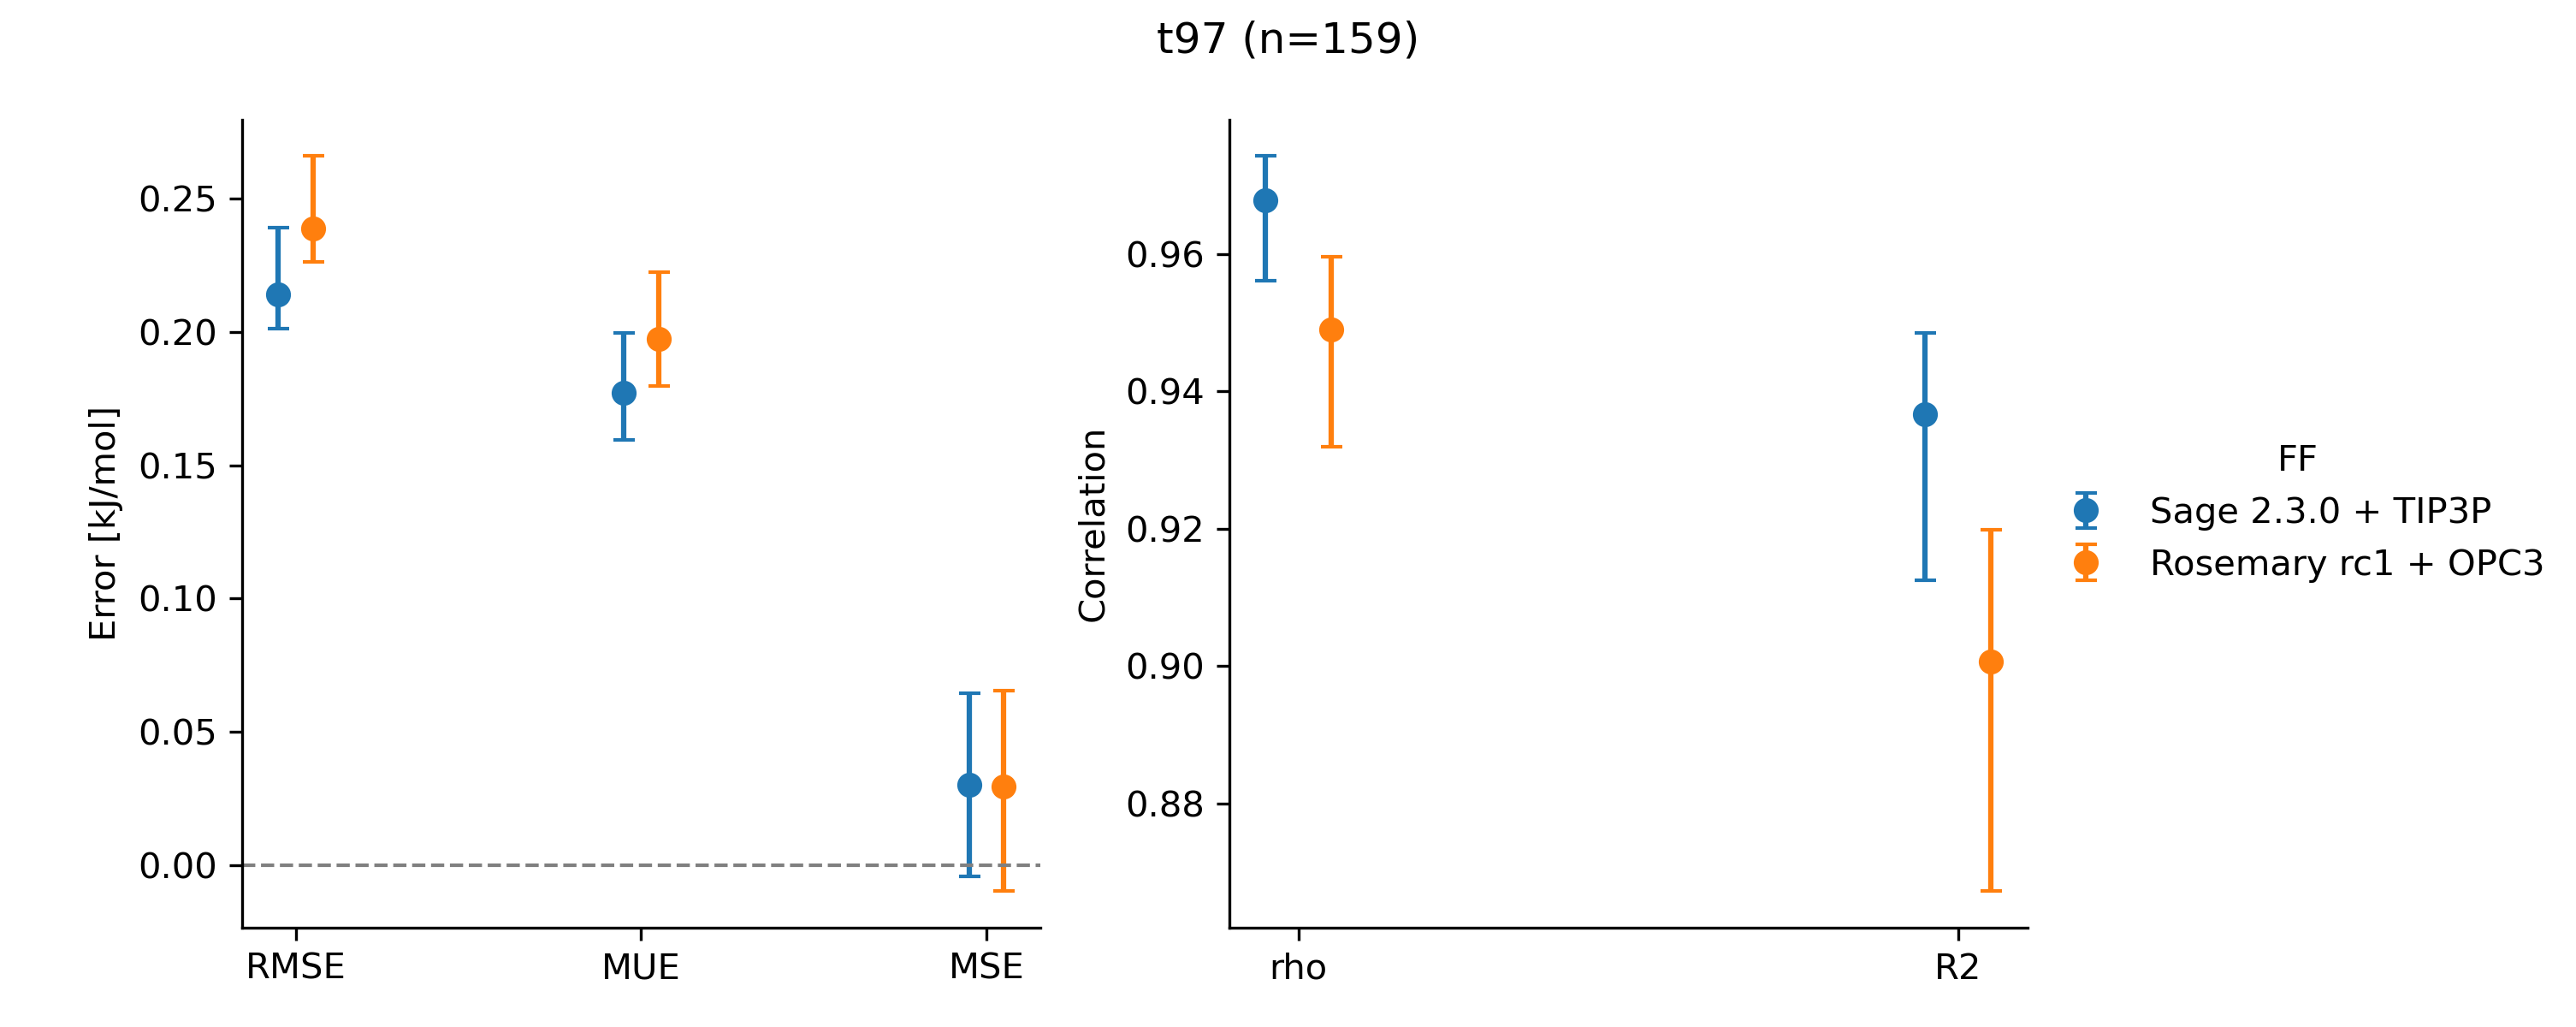 t97 (n=159)
Error [kJ/mol]
0.25
0.20
0.15
0.10
0.05
0.00
RMSE
MUE
MSE
Correlation
0.96
0.94
0.92
0.90
0.88
rho
R2
FF
Sage 2.3.0 + TIP3P
Rosemary rc1 + OPC3